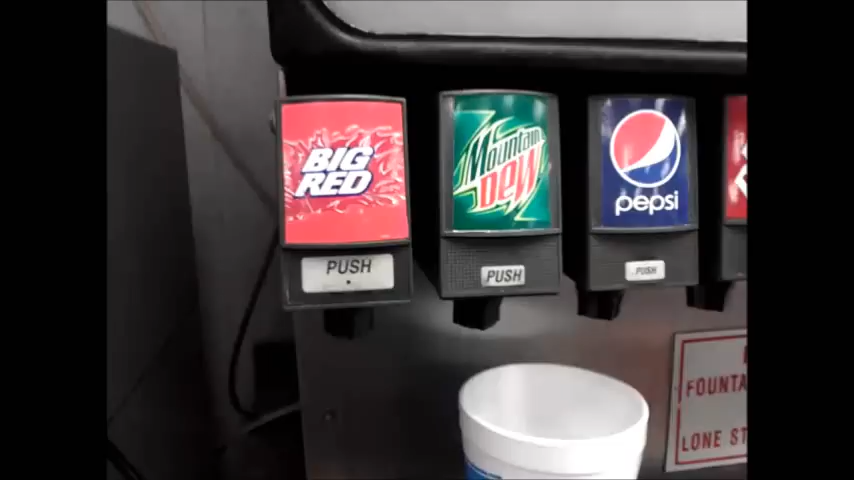 BIG
RED
PUSH
Mountain
DEW
PUSH
pepsi
PUSH
FOUNTA
LONE ST